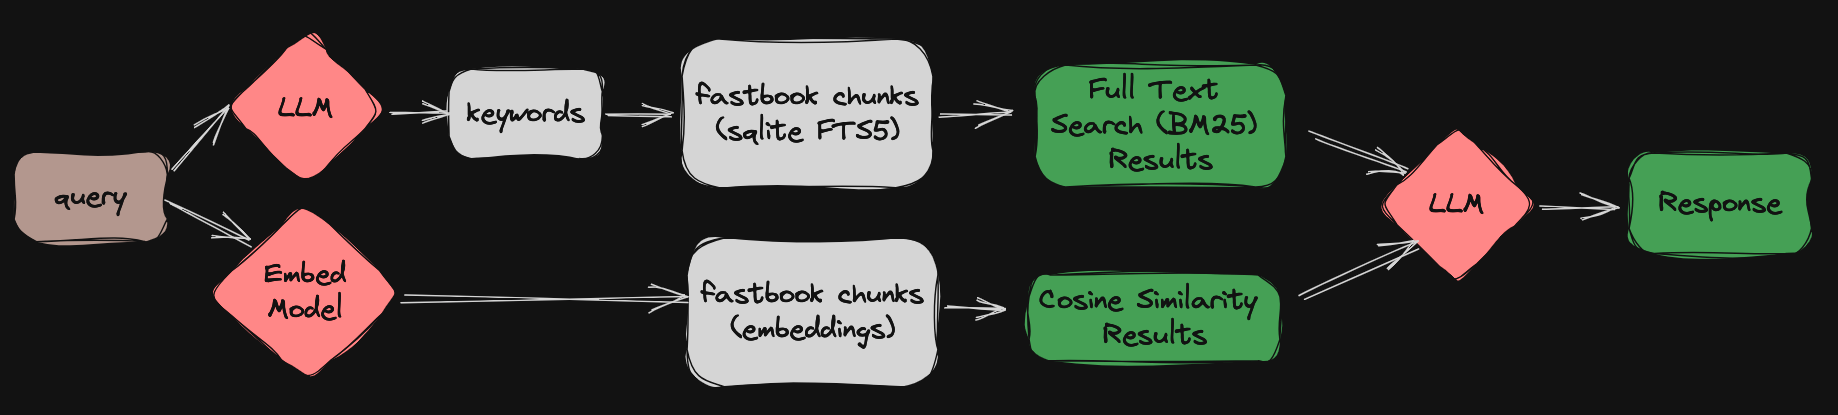 query
LLM
keywords
fastbook chunks
(sqlite FTS5)
Full Text
Search (BM25)
Results
Embed
Model
fastbook chunks
(embeddings)
Cosine Similarity
Results
LLM
Response